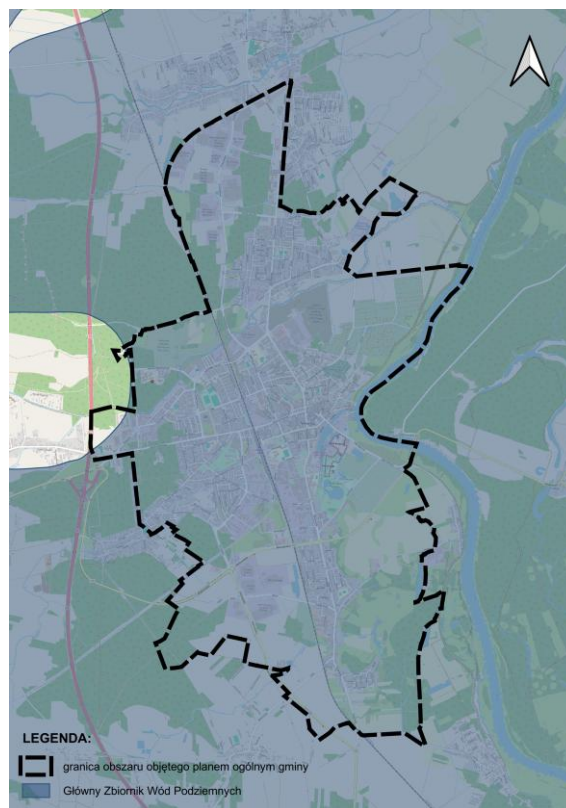 LEGENDA:
granica obszaru objętego planem ogólnym gminy
Główny Zbiornik Wód Podziemnych